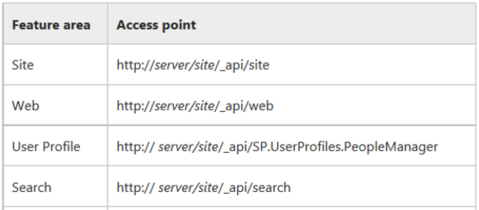 Feature area Access point
Site http://server/site/_api/site
Web http://server/site/_api/web
User Profile http:// server/site/_api/SP.UserProfiles.PeopleManager
Search http:// server/site/_api/search